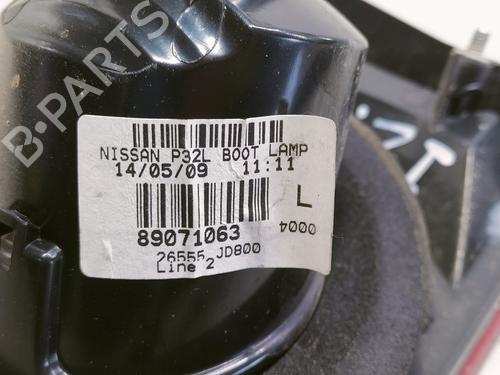 B-PARTS
NISSAN P32L BOOT LAMP
14/05/09 11:11
L
89071063
0004
26555 JD800
Line 2